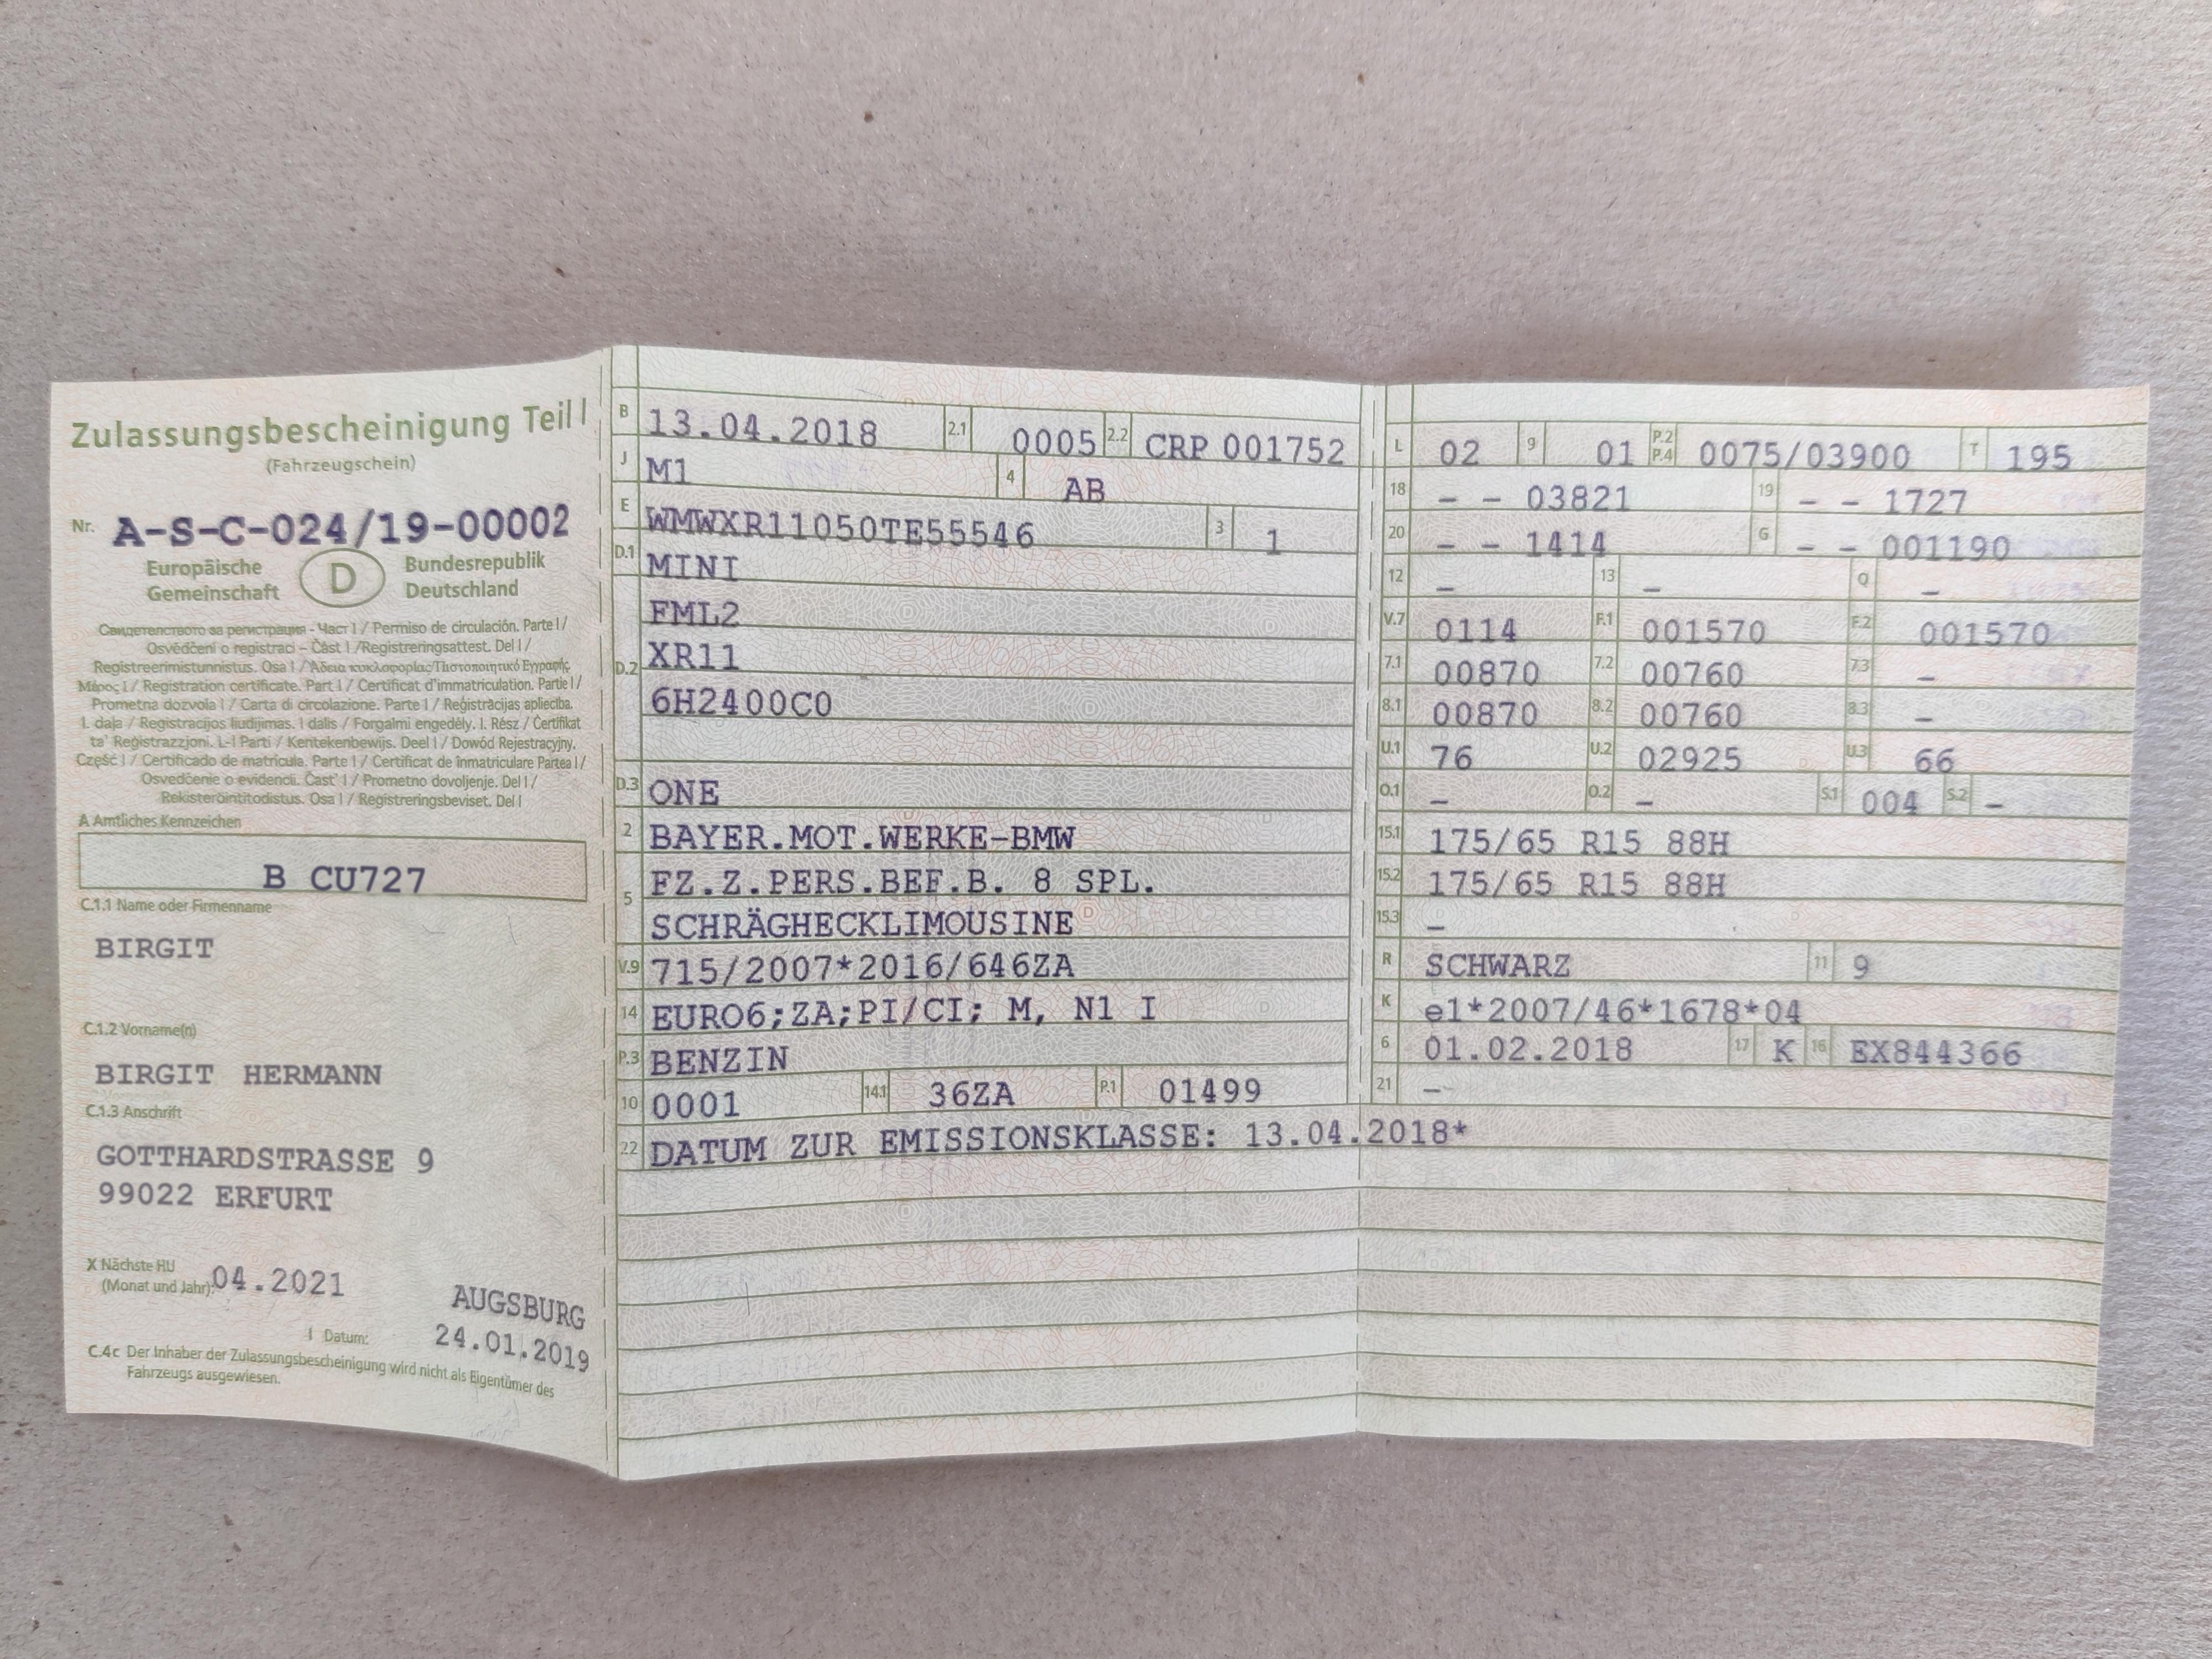 Zulassungsbescheinigung Teil I
(Fahrzeugschein)
Nr. A-S-C-024/19-00002
Europäische Gemeinschaft D Bundesrepublik Deutschland
Свидетелството за регистрация - Част I / Permiso de circulación. Parte I /
Osvědčení o registraci – Část I / Registreringsattest. Del I /
Registreerimistunnistus. Osa I / Άδεια κυκλοφορίας/Πιστοποιητικό Εγγραφής
Μέρος I / Registration certificate. Part I / Certificat d'immatriculation. Partie I /
Prometna dozvola I / Carta di circolazione. Parte I / Reģistrācijas apliecība.
I. daļa / Registracijos liudijimas. I dalis / Forgalmi engedély. I. Rész / Ċertifikat
ta' Reġistrazzjoni. L-I Parti / Kentekenbewijs. Deel I / Dowód Rejestracyjny.
Część I / Certificado de matrícula. Parte I / Certificat de înmatriculare Partea I /
Osvedčenie o evidencii. Časť I / Prometno dovoljenje. Del I /
Rekisteröintitodistus. Osa I / Registreringsbeviset. Del I
A Amtliches Kennzeichen
B CU727
C.1.1 Name oder Firmenname
BIRGIT
C.1.2 Vorname(n)
BIRGIT HERMANN
C.1.3 Anschrift
GOTTHARDSTRASSE 9
99022 ERFURT
X Nächste HU
(Monat und Jahr): 04.2021
AUGSBURG
I Datum: 24.01.2019
C.4c Der Inhaber der Zulassungsbescheinigung wird nicht als Eigentümer des
Fahrzeugs ausgewiesen.
B 13.04.2018 2.1 0005 2.2 CRP 001752
J M1 4 AB
E WMWXR11050TE55546 3 1
D.1 MINI
FML2
D.2 XR11
6H2400C0
D.3 ONE
2 BAYER.MOT.WERKE-BMW
5 FZ.Z.PERS.BEF.B. 8 SPL.
SCHRÄGHECKLIMOUSINE
V.9 715/2007*2016/646ZA
14 EURO6;ZA;PI/CI; M, N1 I
P.3 BENZIN
10 0001 14.1 36ZA P.1 01499
22 DATUM ZUR EMISSIONSKLASSE: 13.04.2018*
L 02 9 01 P.2 P.4 0075/03900 T 195
18 – – 03821 19 – – 1727
20 – – 1414 G – – 001190
12 – 13 – Q –
V.7 0114 F.1 001570 F.2 001570
7.1 00870 7.2 00760 7.3 –
8.1 00870 8.2 00760 8.3 –
U.1 76 U.2 02925 U.3 66
O.1 – O.2 – S.1 004 S.2 –
15.1 175/65 R15 88H
15.2 175/65 R15 88H
15.3 –
R SCHWARZ 11 9
K e1*2007/46*1678*04
6 01.02.2018 17 K 16 EX844366
21 –